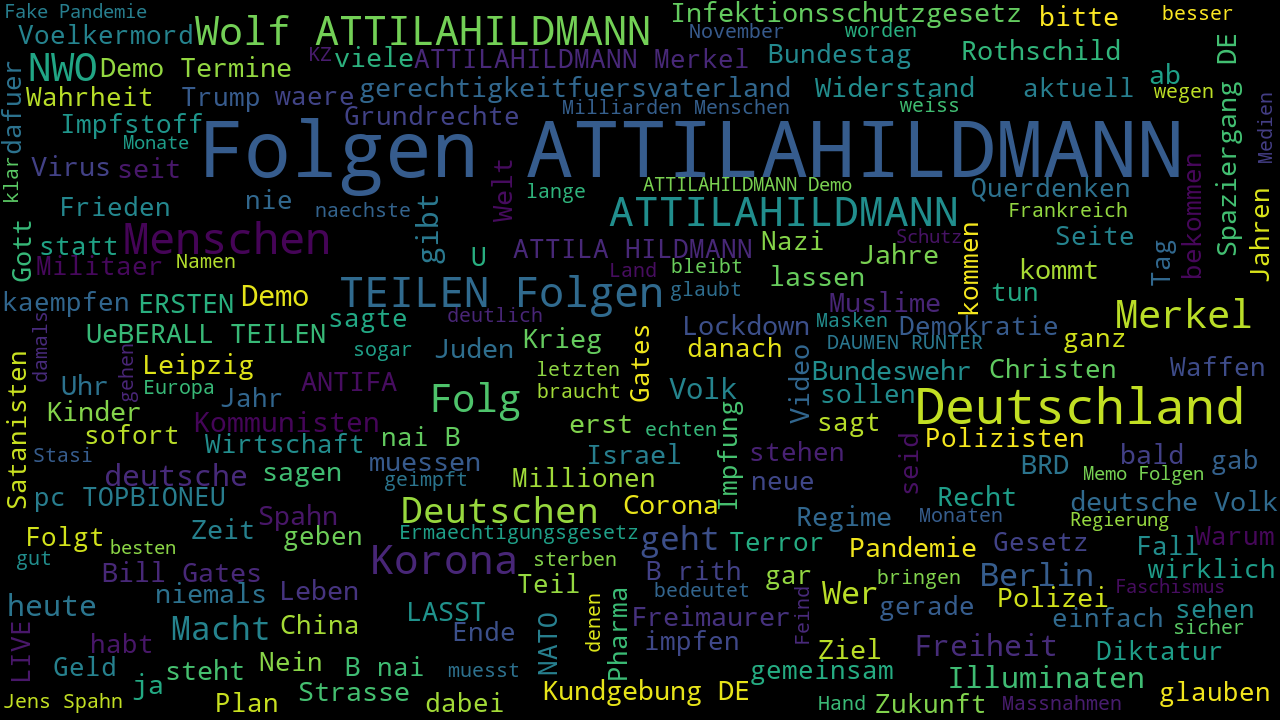 Fake Pandemie
Voelkermord
Wolf ATTILAHILDMANN
Infektionsschutzgesetz
bitte
besser
November
worden
NWO
Demo Termine
KZ
viele
ATTILAHILDMANN Merkel
Bundestag
Rothschild
Spaziergang DE
dafuer
Wahrheit
Trump
waere
gerechtigkeitfuersvaterland
Widerstand
aktuell
ab
wegen
Milliarden Menschen
weiss
Medien
Impfstoff
Grundrechte
Monate
Folgen ATTILAHILDMANN
klar
Virus
seit
Welt
lange
ATTILAHILDMANN Demo
Querdenken
bekommen
Frieden
nie
naechste
gibt
ATTILAHILDMANN
Frankreich
Jahren
Gott
statt
Menschen
U
ATTILA HILDMANN
Nazi
Schutz
Seite
Tag
Militaer
Namen
Land
bleibt
lassen
Jahre
kommen
kommt
kaempfen
ERSTEN
Demo
TEILEN Folgen
glaubt
Muslime
tun
Merkel
damals
UeBERALL TEILEN
sagte
deutlich
Krieg
Gates
Lockdown
Masken
Demokratie
ganz
sogar
Juden
danach
DAUMEN RUNTER
Satanisten
gehen
Leipzig
Uhr
Europa
Jahr
ANTIFA
letzten
braucht
Volk
Video
Bundeswehr
Christen
Waffen
Kinder
Kommunisten
Folg
sollen
Deutschland
sofort
Wirtschaft
nai B
erst
echten
Impfung
sagt
seid
Polizisten
Stasi
deutsche
sagen
muessen
geimpft
Millionen
Israel
stehen
neue
BRD
bald
gab
Memo Folgen
pc TOPBIONEU
Deutschen
Corona
Recht
deutsche Volk
Spahn
Regime
Monaten
Regierung
Folgt
Zeit
geben
Ermaechtigungsgesetz
geht
Terror
Pandemie
Gesetz
Fall
Warum
gut
besten
Korona
sterben
Bill Gates
niemals
Leben
Teil
B rith
gar
bringen
Berlin
wirklich
bedeutet
Wer
Polizei
Faschismus
heute
LASST
denen
Pharma
Freimaurer
Feind
gerade
einfach
sehen
sicher
LIVE
habt
Macht
China
Ende
NATO
impfen
Ziel
Freiheit
Diktatur
Geld
ja
steht
Nein
B nai
muesst
gemeinsam
Illuminaten
glauben
Jens Spahn
Plan
Strasse
dabei
Kundgebung DE
Hand
Zukunft
Massnahmen